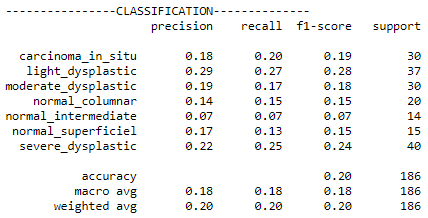 ----------------CLASSIFICATION--------------
precision recall f1-score support
carcinoma_in_situ 0.18 0.20 0.19 30
light_dysplastic 0.29 0.27 0.28 37
moderate_dysplastic 0.19 0.17 0.18 30
normal_columnar 0.14 0.15 0.15 20
normal_intermediate 0.07 0.07 0.07 14
normal_superficiel 0.17 0.13 0.15 15
severe_dysplastic 0.22 0.25 0.24 40
accuracy 0.20 186
macro avg 0.18 0.18 0.18 186
weighted avg 0.20 0.20 0.20 186